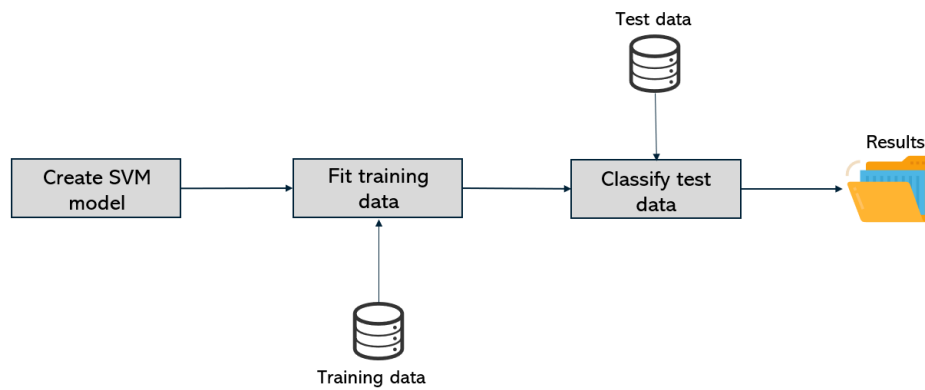 Test data
Results
Create SVM
model
Fit training
data
Classify test
data
Training data